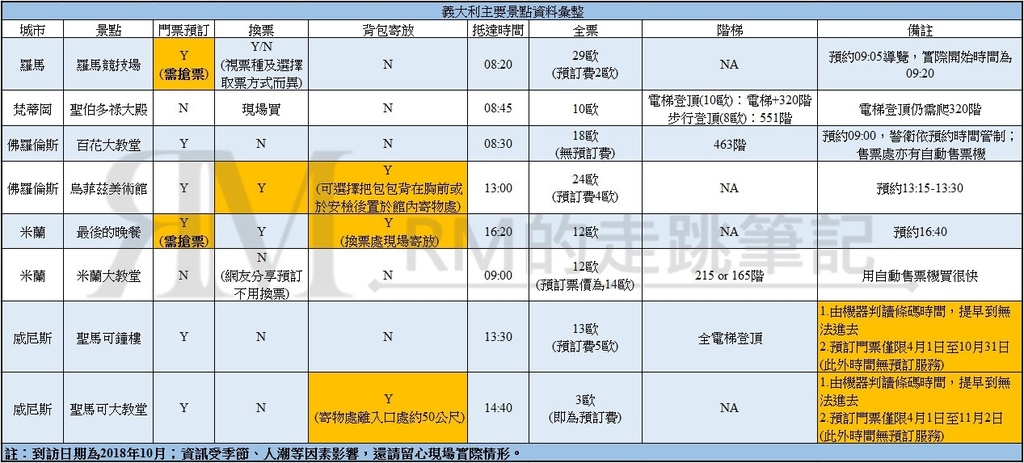 義大利主要景點資料彙整
城市 景點 門票預訂 換票 背包寄放 抵達時間 全票 階梯 備註
羅馬 羅馬競技場 Y
(需搶票) Y/N
(視票種及選擇
取票方式而異) N 08:20 29歐
(預訂費2歐) NA 預約09:05導覽，實際開始時間為
09:20
梵蒂岡 聖伯多祿大殿 N 現場買 N 08:45 10歐 電梯登頂(10歐)：電梯+320階
步行登頂(8歐)：551階 電梯登頂仍需爬320階
佛羅倫斯 百花大教堂 Y N N 08:30 18歐
(無預訂費) 463階 預約09:00，警衛依預約時間管制；
售票處亦有自動售票機
佛羅倫斯 烏菲茲美術館 Y Y Y
(可選擇把包包背在胸前或
於安檢後置於館內寄物處) 13:00 24歐
(預訂費4歐) NA 預約13:15-13:30
米蘭 最後的晚餐 Y
(需搶票) Y Y
(換票處現場寄放) 16:20 12歐 NA 預約16:40
米蘭 米蘭大教堂 N N
(網友分享預訂
不用換票) N 09:00 12歐
(預訂票價為14歐) 215 or 165階 用自動售票機買很快
威尼斯 聖馬可鐘樓 Y N N 13:30 13歐
(預訂費5歐) 全電梯登頂 1.由機器判讀條碼時間，提早到無
法進去
2.預訂門票僅限4月1日至10月31日
(此外時間無預訂服務)
威尼斯 聖馬可大教堂 Y N Y
(寄物處離入口處約50公尺) 14:40 3歐
(即為預訂費) NA 1.由機器判讀條碼時間，提早到無
法進去
2.預訂門票僅限4月1日至11月2日
(此外時間無預訂服務)
註：到訪日期為2018年10月；資訊受季節、人潮等因素影響，還請留心現場實際情形。
RM RM的走跳筆記